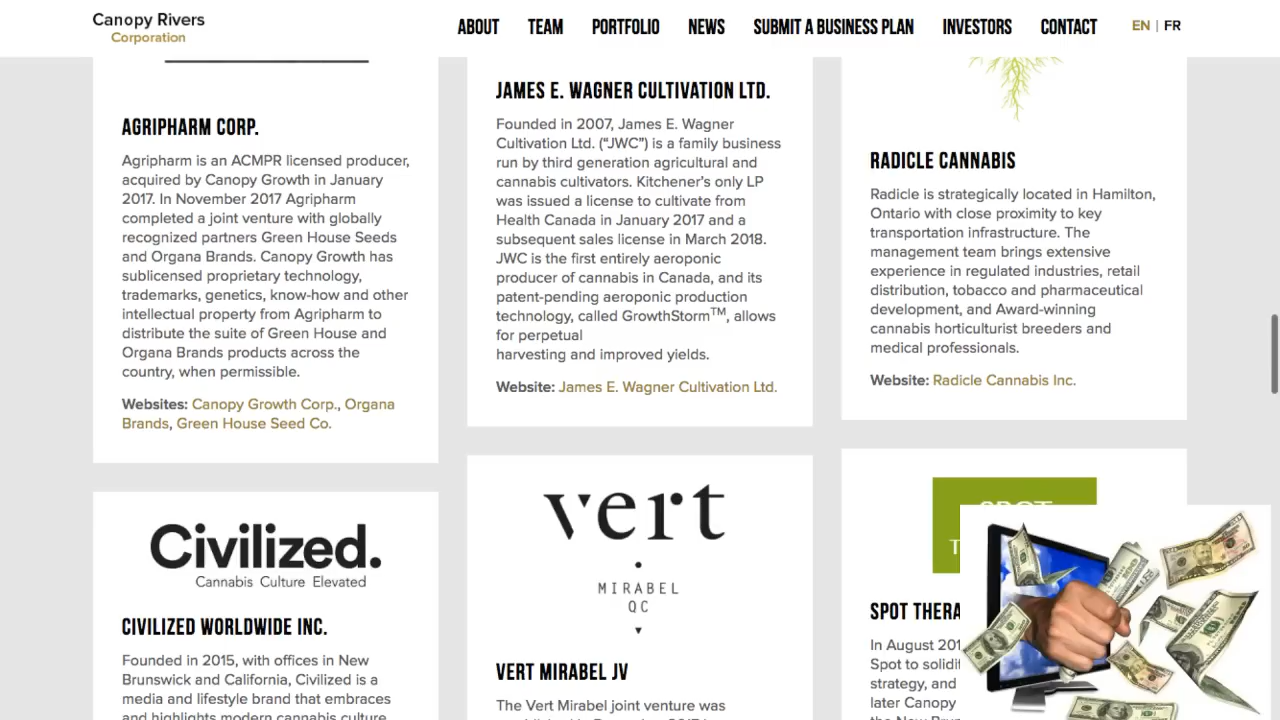 Canopy Rivers
Corporation
ABOUT TEAM PORTFOLIO NEWS SUBMIT A BUSINESS PLAN INVESTORS CONTACT EN | FR
AGRIPHARM CORP.
Agripharm is an ACMPR licensed producer,
acquired by Canopy Growth in January
2017. In November 2017 Agripharm
completed a joint venture with globally
recognized partners Green House Seeds
and Organa Brands. Canopy Growth has
sublicensed proprietary technology,
trademarks, genetics, know-how and other
intellectual property from Agripharm to
distribute the suite of Green House and
Organa Brands products across the
country, when permissible.
Websites: Canopy Growth Corp., Organa
Brands, Green House Seed Co.
Civilized.
Cannabis Culture Elevated
CIVILIZED WORLDWIDE INC.
Founded in 2015, with offices in New
Brunswick and California, Civilized is a
media and lifestyle brand that embraces
and highlights modern cannabis culture
JAMES E. WAGNER CULTIVATION LTD.
Founded in 2007, James E. Wagner
Cultivation Ltd. (“JWC”) is a family business
run by third generation agricultural and
cannabis cultivators. Kitchener’s only LP
was issued a license to cultivate from
Health Canada in January 2017 and a
subsequent sales license in March 2018.
JWC is the first entirely aeroponic
producer of cannabis in Canada, and its
patent-pending aeroponic production
technology, called GrowthStorm™, allows
for perpetual
harvesting and improved yields.
Website: James E. Wagner Cultivation Ltd.
vert
MIRABEL
QC
VERT MIRABEL JV
The Vert Mirabel joint venture was
RADICLE CANNABIS
Radicle is strategically located in Hamilton,
Ontario with close proximity to key
transportation infrastructure. The
management team brings extensive
experience in regulated industries, retail
distribution, tobacco and pharmaceutical
development, and Award-winning
cannabis horticulturist breeders and
medical professionals.
Website: Radicle Cannabis Inc.
SPOT
T
SPOT THERA
In August 201
Spot to solidif
strategy, and
later Canopy